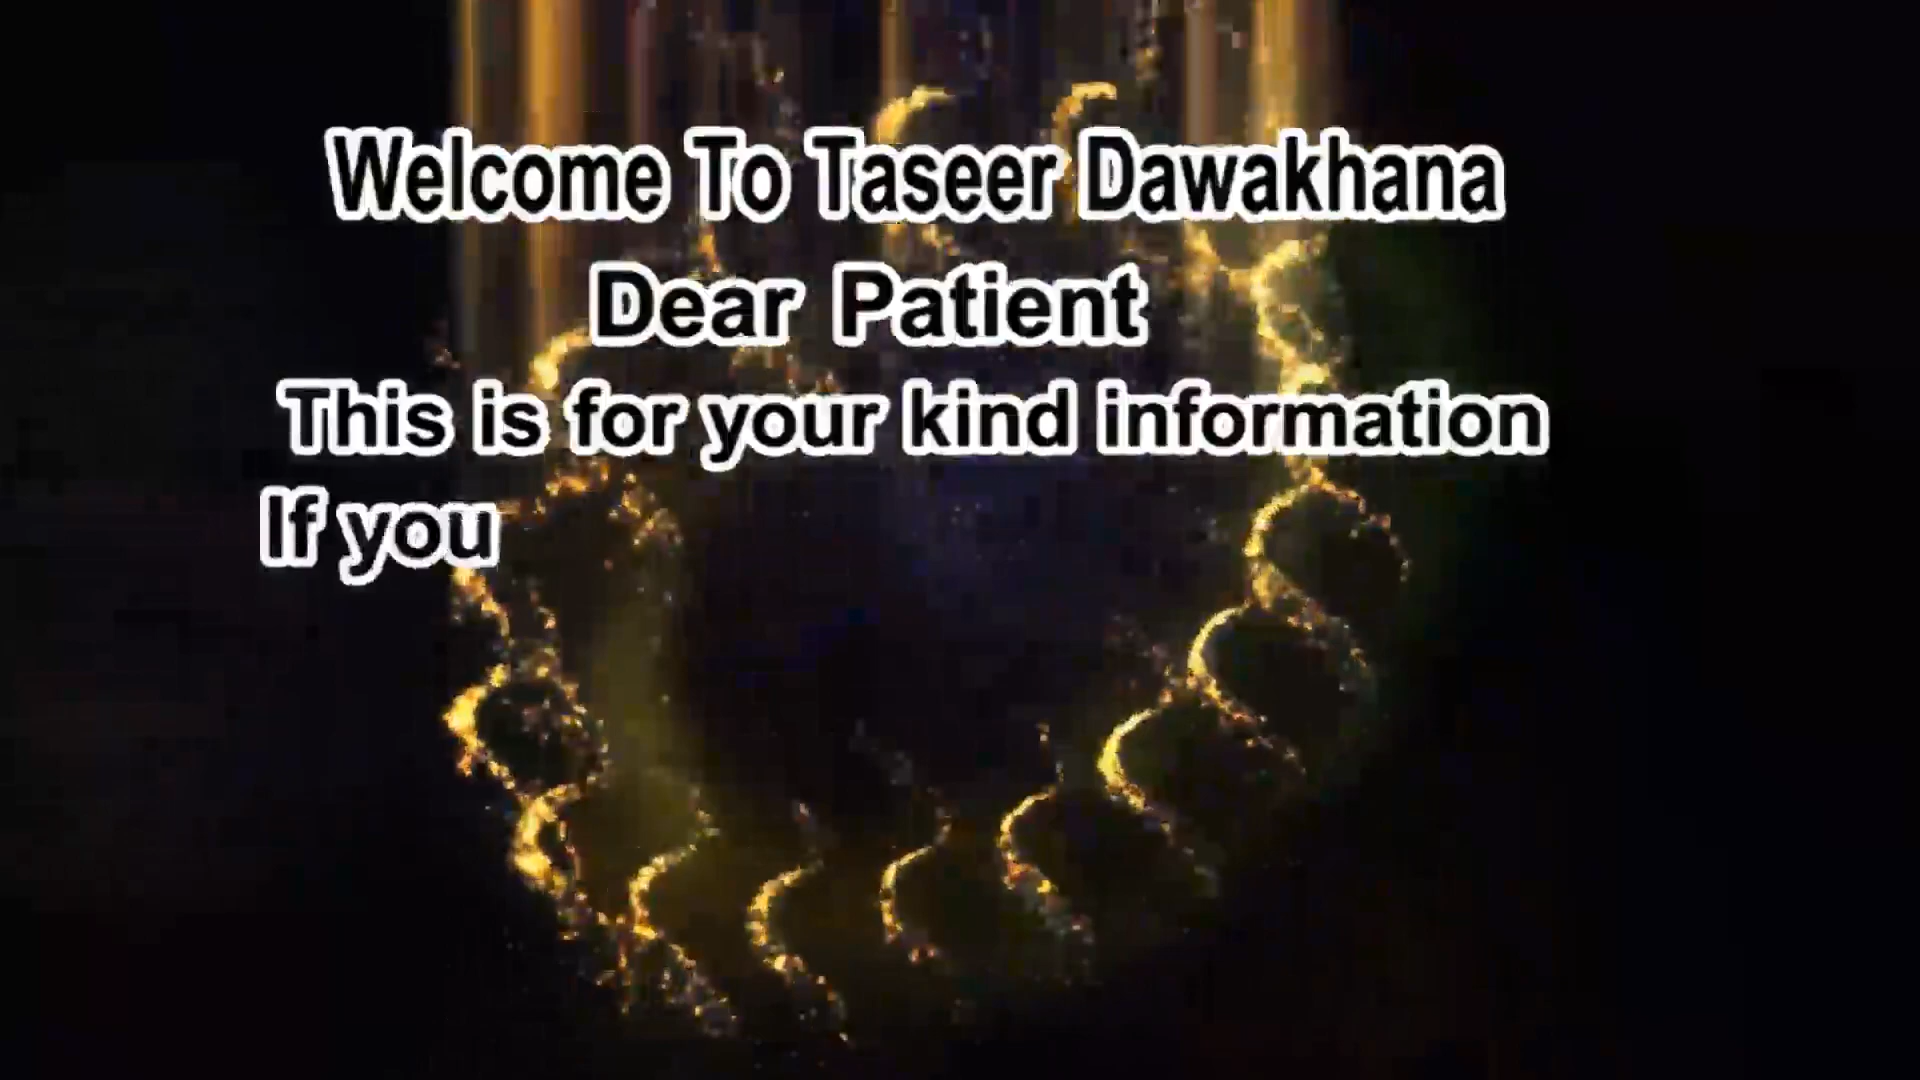 Welcome To Taseer Dawakhana
Dear Patient
This is for your kind information
If you